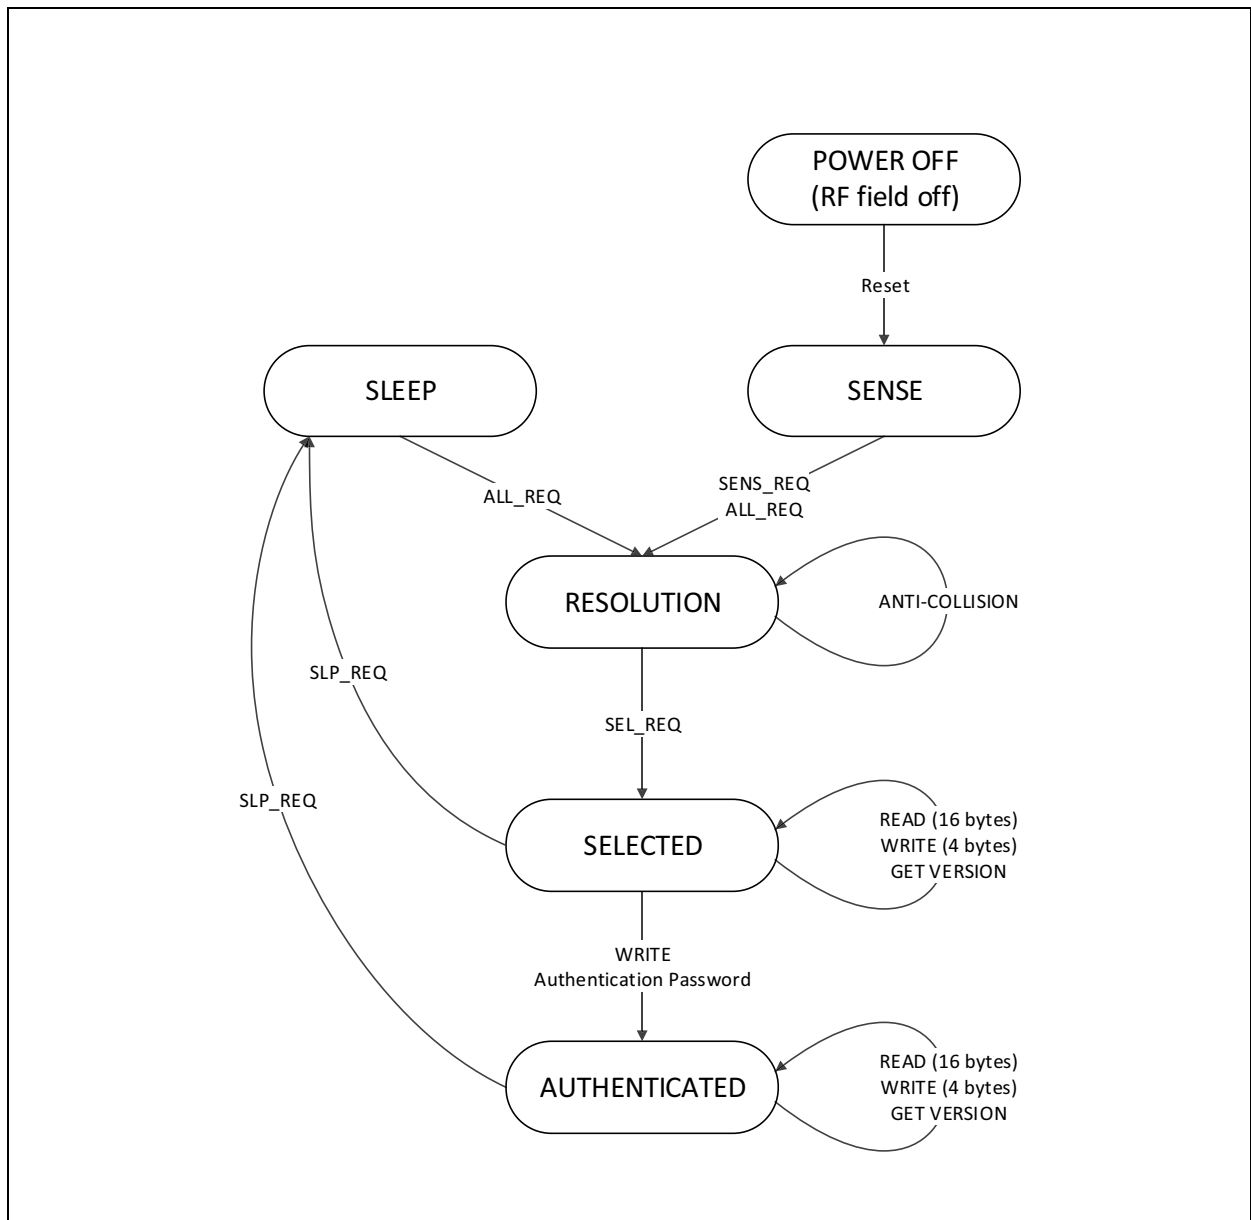 POWER OFF
(RF field off)
Reset
SLEEP
SENSE
ALL_REQ
SENS_REQ
ALL_REQ
RESOLUTION
ANTI-COLLISION
SLP_REQ
SEL_REQ
SLP_REQ
SELECTED
READ (16 bytes)
WRITE (4 bytes)
GET VERSION
WRITE
Authentication Password
AUTHENTICATED
READ (16 bytes)
WRITE (4 bytes)
GET VERSION